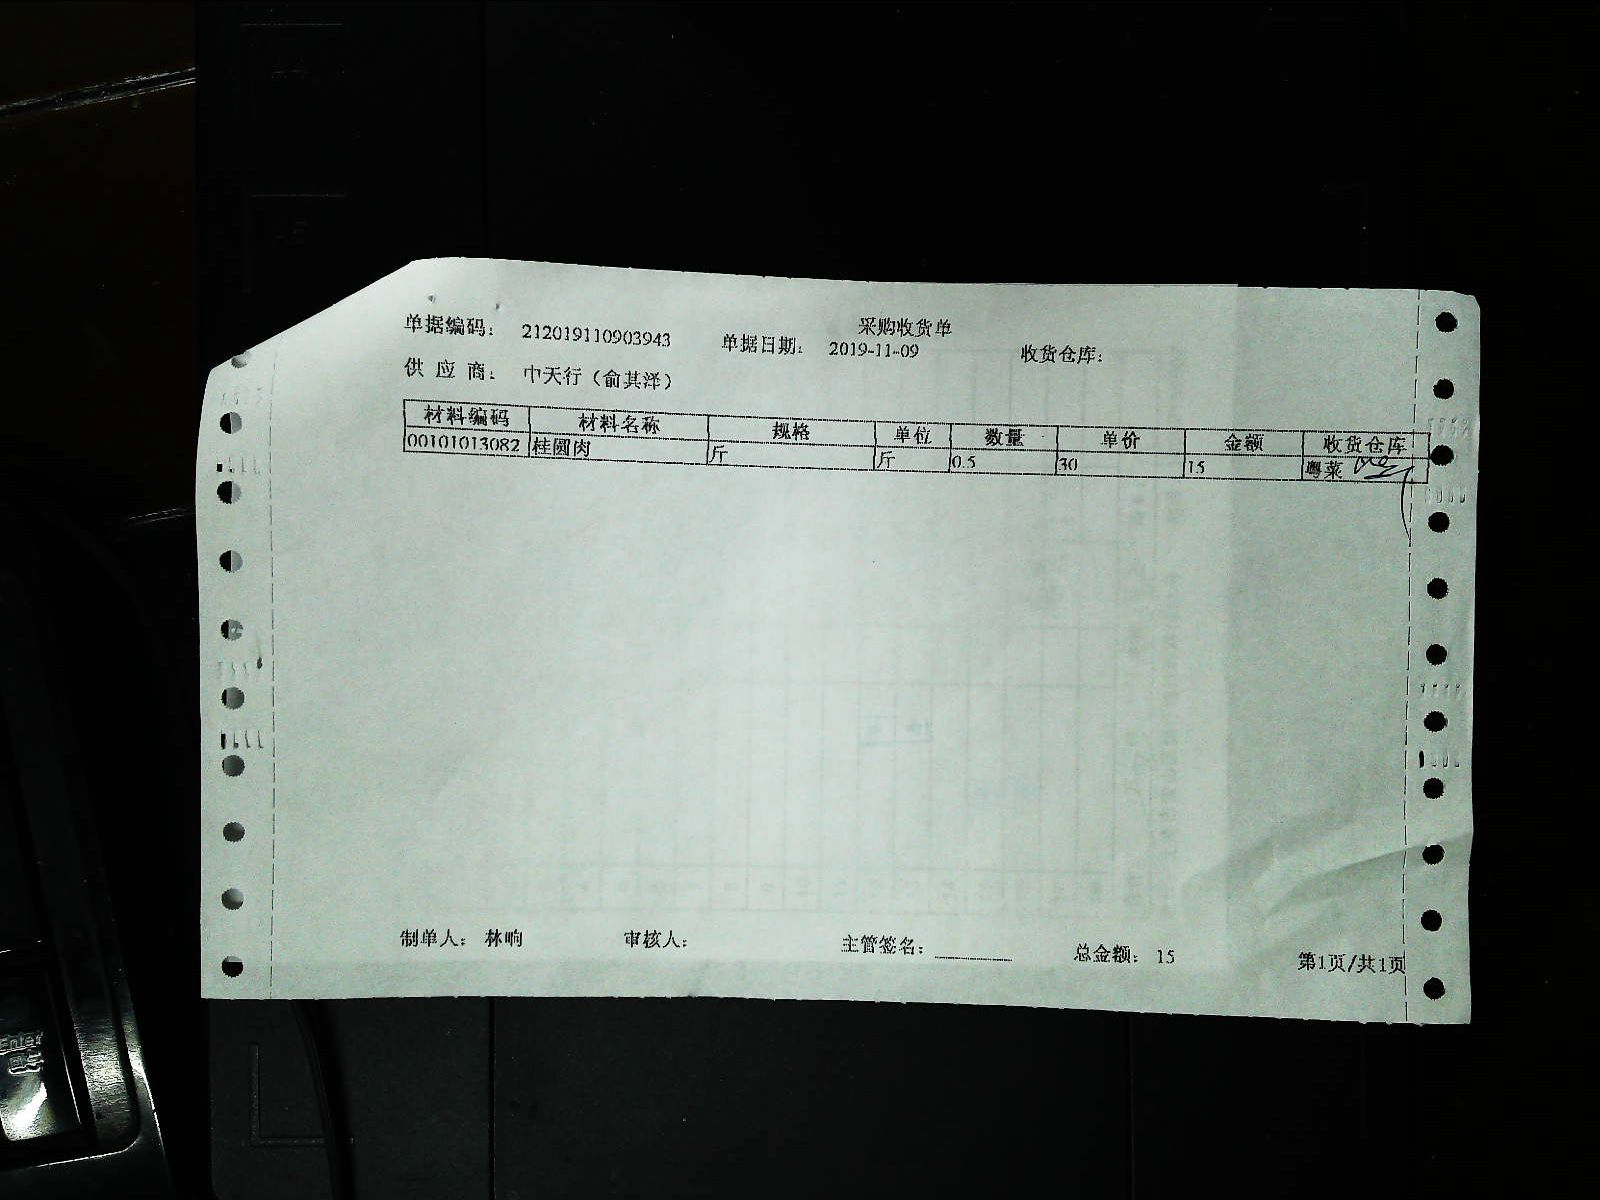 采购收货单
单据编码: 212019110903943 单据日期: 2019-11-09 收货仓库:
供 应 商: 中天行（俞其洋）
材料编码 材料名称 规格 单位 数量 单价 金额 收货仓库
00101013082 桂圆肉 斤 斤 0.5 30 15 粤菜
制单人: 林响 审核人: 主管签名: 总金额: 15
第1页/共1页
Enter